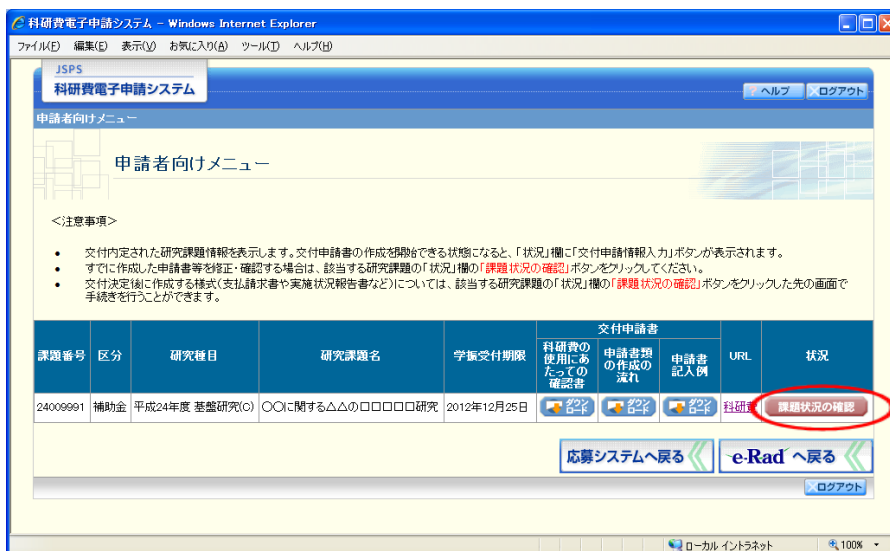 科研費電子申請システム - Windows Internet Explorer
ファイル(F) 編集(E) 表示(V) お気に入り(A) ツール(T) ヘルプ(H)
JSPS
科研費電子申請システム
? ヘルプ
ログアウト
申請者向けメニュー
申請者向けメニュー
<注意事項>
• 交付内定された研究課題情報を表示します。交付申請書の作成を開始できる状態になると、「状況」欄に「交付申請情報入力」ボタンが表示されます。
• すでに作成した申請書等を修正・確認する場合は、該当する研究課題の「状況」欄の「課題状況の確認」ボタンをクリックしてください。
• 交付決定後に作成する様式(支払請求書や実施状況報告書など)については、該当する研究課題の「状況」欄の「課題状況の確認」ボタンをクリックした先の画面で
手続きを行うことができます。
課題番号 区分 研究種目 研究課題名 学振受付期限 交付申請書 URL 状況
科研費の
使用にあ
たっての
確認書
申請書類
の作成の
流れ
申請書
記入例
24009991 補助金 平成24年度 基盤研究(C) 〇〇に関する△△の□□□□□研究 2012年12月25日 ダウンロード ダウンロード ダウンロード 科研費 課題状況の確認
応募システムへ戻る
e-Rad へ戻る
ログアウト
ローカル イントラネット 100%